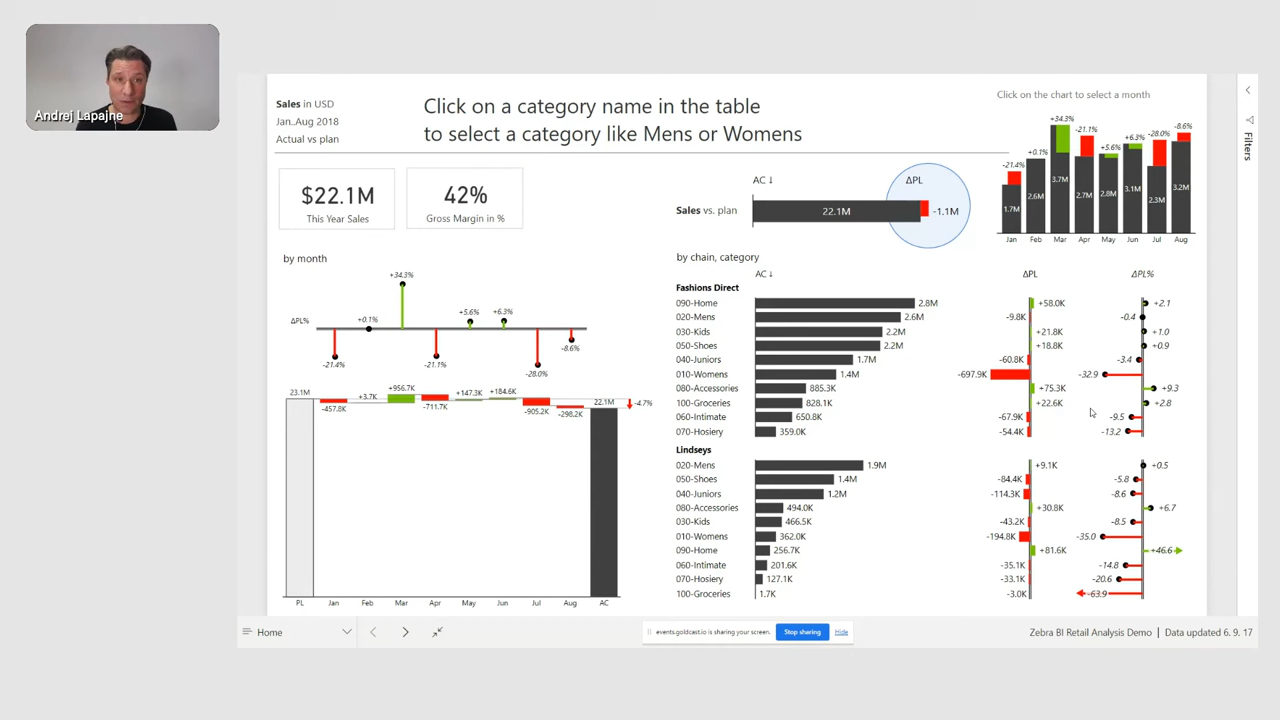 Andrej Lapajne
Sales in USD
Jan..Aug 2018
Actual vs plan
Click on a category name in the table
to select a category like Mens or Womens
Click on the chart to select a month
-21.4% +0.1% +34.3% -21.1% +5.6% +6.3% -28.0% -8.6%
1.7M 2.6M 3.7M 2.7M 2.8M 3.1M 2.3M 3.2M
Jan Feb Mar Apr May Jun Jul Aug
Filters
$22.1M
This Year Sales
42%
Gross Margin in %
AC ↓ ΔPL
Sales vs. plan 22.1M -1.1M
by month
+34.3%
ΔPL% +0.1% +5.6% +6.3%
-21.4% -21.1% -28.0% -8.6%
23.1M -457.8K +3.7K +956.7K -711.7K +147.3K +184.6K -905.2K -298.2K 22.1M -4.7%
PL Jan Feb Mar Apr May Jun Jul Aug AC
by chain, category
AC ↓ ΔPL ΔPL%
Fashions Direct
090-Home 2.8M +58.0K +2.1
020-Mens 2.6M -9.8K -0.4
030-Kids 2.2M +21.8K +1.0
050-Shoes 2.2M +18.8K +0.9
040-Juniors 1.7M -60.8K -3.4
010-Womens 1.4M -697.9K -32.9
080-Accessories 885.3K +75.3K +9.3
100-Groceries 828.1K +22.6K +2.8
060-Intimate 650.8K -67.9K -9.5
070-Hosiery 359.0K -54.4K -13.2
Lindseys
020-Mens 1.9M +9.1K +0.5
050-Shoes 1.4M -84.4K -5.8
040-Juniors 1.2M -114.3K -8.6
080-Accessories 494.0K +30.8K +6.7
030-Kids 466.5K -43.2K -8.5
010-Womens 362.0K -194.8K -35.0
090-Home 256.7K +81.6K +46.6
060-Intimate 201.6K -35.1K -14.8
070-Hosiery 127.1K -33.1K -20.6
100-Groceries 1.7K -3.0K -63.9
Home
events.goldcast.io is sharing your screen. Stop sharing Hide
Zebra BI Retail Analysis Demo | Data updated 6. 9. 17